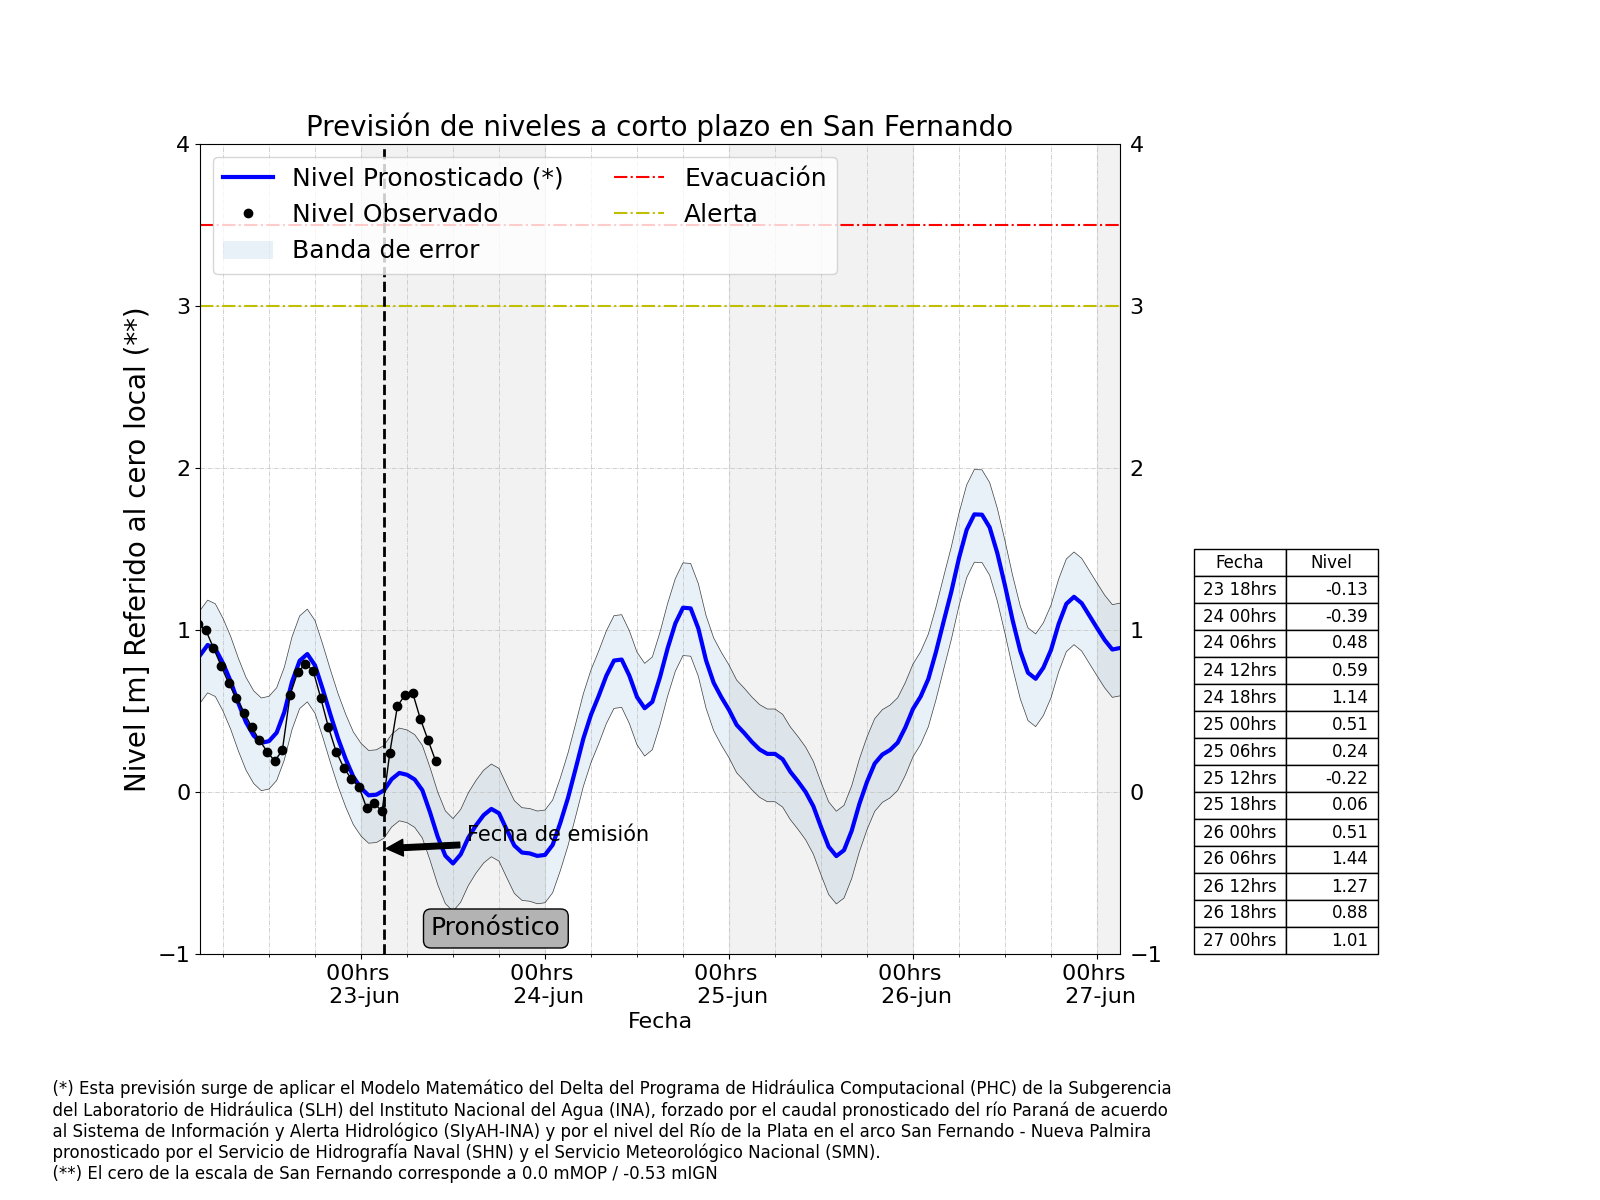 Previsión de niveles a corto plazo en San Fernando
Nivel Pronosticado (*)
Nivel Observado
Banda de error
Evacuación
Alerta
Nivel [m] Referido al cero local (**)
4
3
2
1
0
−1
4
3
2
1
0
−1
Fecha de emisión
Pronóstico
00hrs
23-jun
00hrs
24-jun
00hrs
25-jun
00hrs
26-jun
00hrs
27-jun
Fecha
Fecha Nivel
23 18hrs -0.13
24 00hrs -0.39
24 06hrs 0.48
24 12hrs 0.59
24 18hrs 1.14
25 00hrs 0.51
25 06hrs 0.24
25 12hrs -0.22
25 18hrs 0.06
26 00hrs 0.51
26 06hrs 1.44
26 12hrs 1.27
26 18hrs 0.88
27 00hrs 1.01
(*) Esta previsión surge de aplicar el Modelo Matemático del Delta del Programa de Hidráulica Computacional (PHC) de la Subgerencia
del Laboratorio de Hidráulica (SLH) del Instituto Nacional del Agua (INA), forzado por el caudal pronosticado del río Paraná de acuerdo
al Sistema de Información y Alerta Hidrológico (SIyAH-INA) y por el nivel del Río de la Plata en el arco San Fernando - Nueva Palmira
pronosticado por el Servicio de Hidrografía Naval (SHN) y el Servicio Meteorológico Nacional (SMN).
(**) El cero de la escala de San Fernando corresponde a 0.0 mMOP / -0.53 mIGN